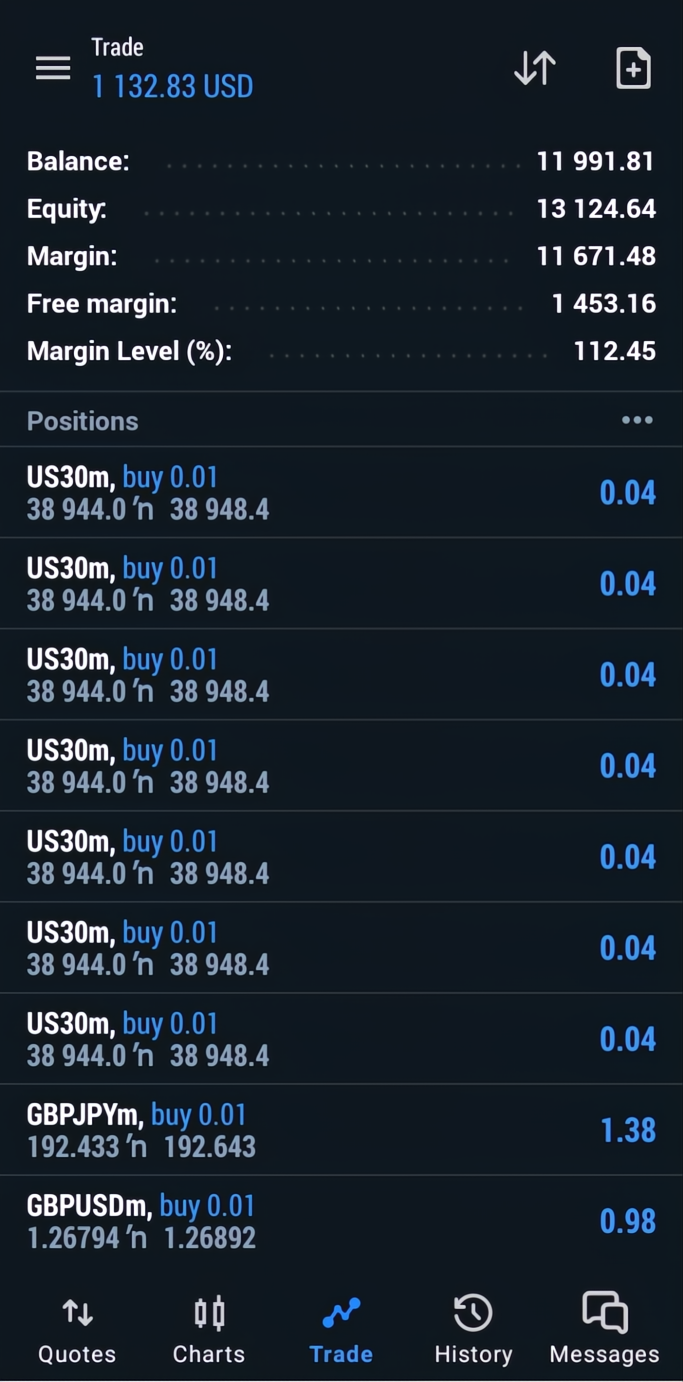 Trade
1 132.83 USD
Balance: 11 991.81
Equity: 13 124.64
Margin: 11 671.48
Free margin: 1 453.16
Margin Level (%): 112.45
Positions
US30m, buy 0.01
38 944.0 ’n 38 948.4
0.04
US30m, buy 0.01
38 944.0 ’n 38 948.4
0.04
US30m, buy 0.01
38 944.0 ’n 38 948.4
0.04
US30m, buy 0.01
38 944.0 ’n 38 948.4
0.04
US30m, buy 0.01
38 944.0 ’n 38 948.4
0.04
US30m, buy 0.01
38 944.0 ’n 38 948.4
0.04
US30m, buy 0.01
38 944.0 ’n 38 948.4
0.04
GBPJPYm, buy 0.01
192.433 ’n 192.643
1.38
GBPUSDm, buy 0.01
1.26794 ’n 1.26892
0.98
Quotes Charts Trade History Messages